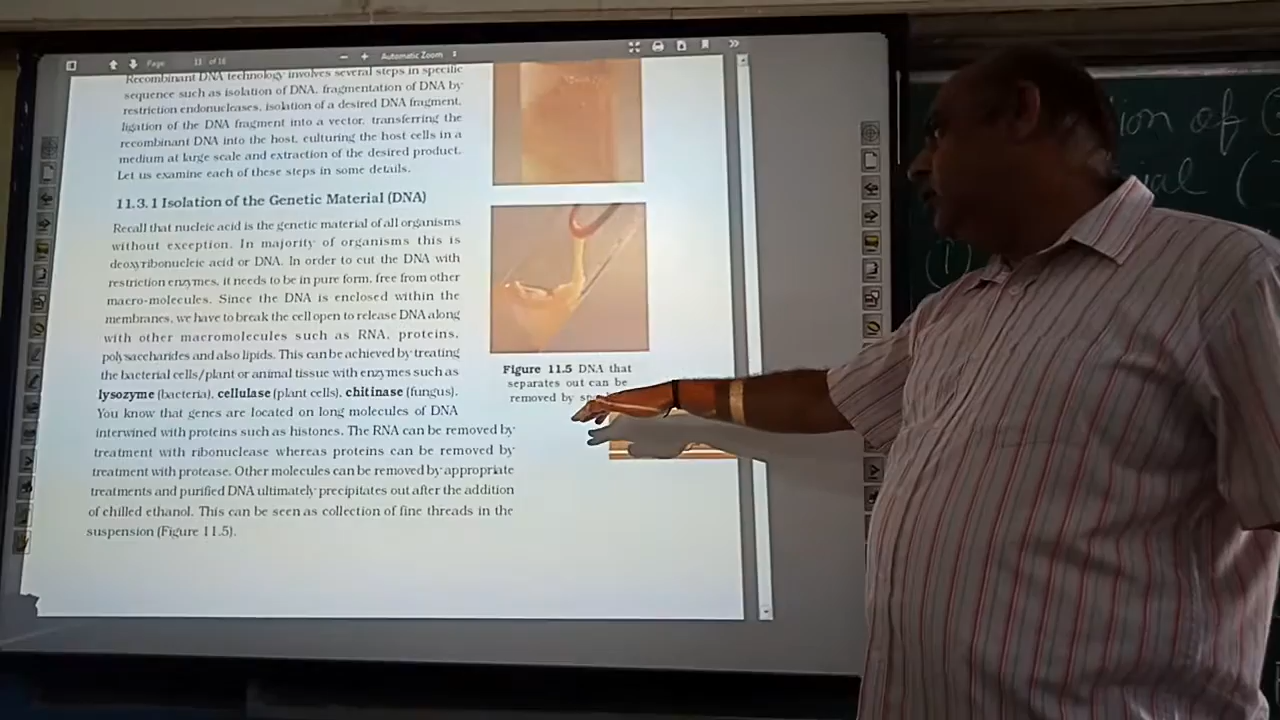 Page 11 of 16
Automatic Zoom
Recombinant DNA technology involves several steps in specific
sequence such as isolation of DNA, fragmentation of DNA by
restriction endonucleases, isolation of a desired DNA fragment,
ligation of the DNA fragment into a vector, transferring the
recombinant DNA into the host, culturing the host cells in a
medium at large scale and extraction of the desired product.
Let us examine each of these steps in some details.
11.3.1 Isolation of the Genetic Material (DNA)
Recall that nucleic acid is the genetic material of all organisms
without exception. In majority of organisms this is
deoxyribonucleic acid or DNA. In order to cut the DNA with
restriction enzymes, it needs to be in pure form, free from other
macro-molecules. Since the DNA is enclosed within the
membranes, we have to break the cell open to release DNA along
with other macromolecules such as RNA, proteins,
polysaccharides and also lipids. This can be achieved by treating
the bacterial cells/plant or animal tissue with enzymes such as
lysozyme (bacteria), cellulase (plant cells), chitinase (fungus).
You know that genes are located on long molecules of DNA
interwined with proteins such as histones. The RNA can be removed by
treatment with ribonuclease whereas proteins can be removed by
treatment with protease. Other molecules can be removed by appropriate
treatments and purified DNA ultimately precipitates out after the addition
of chilled ethanol. This can be seen as collection of fine threads in the
suspension (Figure 11.5).
Figure 11.5 DNA that
separates out can be
removed by
ion of
ial (
(1)